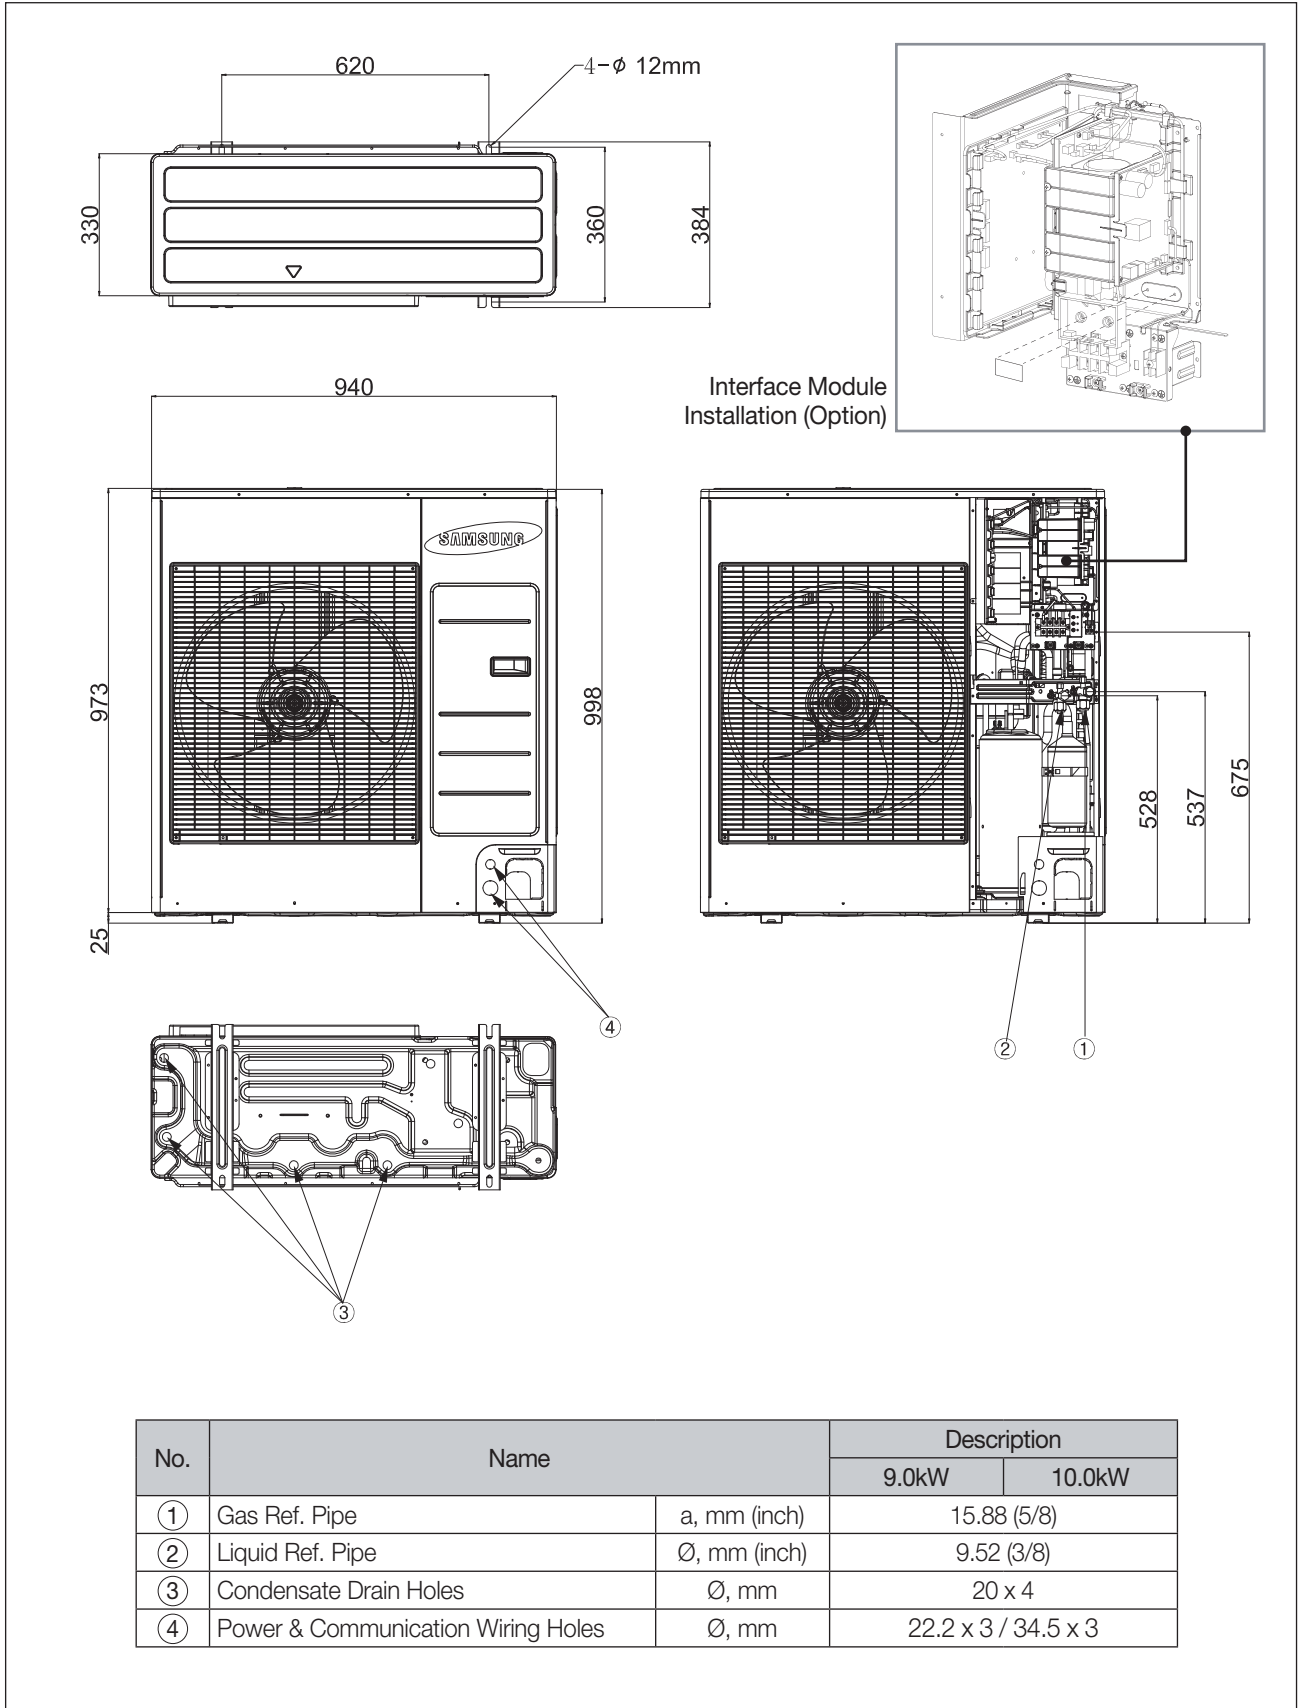 620
4-ϕ 12mm
330
360
384
Interface Module
Installation (Option)
940
SAMSUNG
973
998
25
528
537
675
④
② ①
③
No. Name Description
9.0kW 10.0kW
① Gas Ref. Pipe a, mm (inch) 15.88 (5/8)
② Liquid Ref. Pipe Ø, mm (inch) 9.52 (3/8)
③ Condensate Drain Holes Ø, mm 20 x 4
④ Power & Communication Wiring Holes Ø, mm 22.2 x 3 / 34.5 x 3